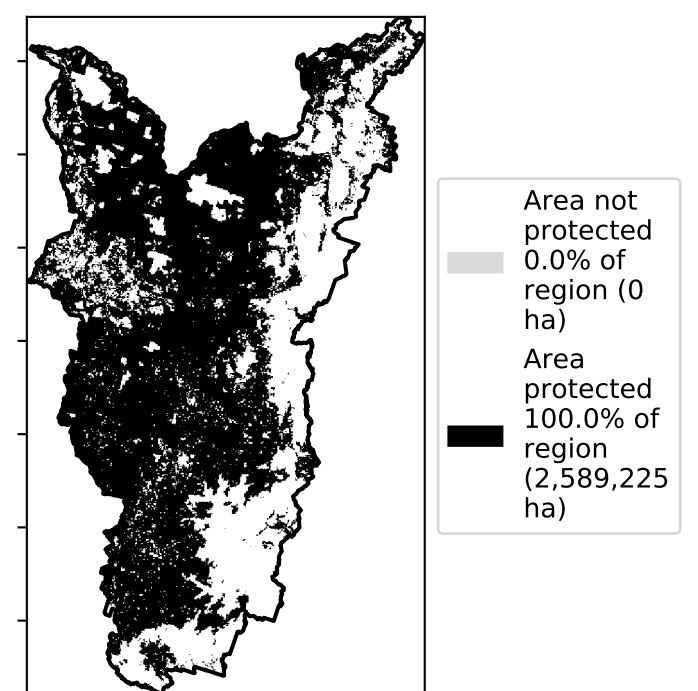 Area not
protected
0.0% of
region (0
ha)
Area
protected
100.0% of
region
(2,589,225
ha)